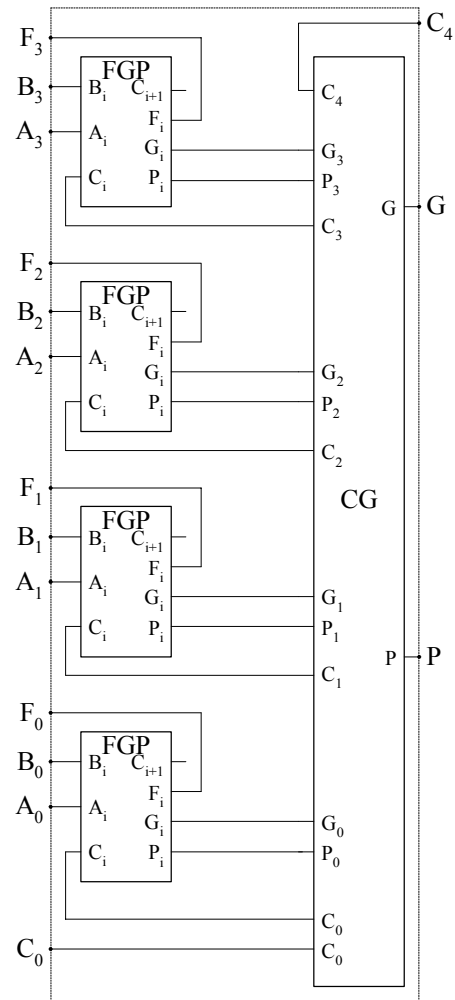 F₃ C₄
FGP
B₃ Bᵢ Cᵢ₊₁ C₄
Fᵢ
A₃ Aᵢ
Gᵢ G₃
Cᵢ Pᵢ P₃
G G
C₃
F₂
FGP
B₂ Bᵢ Cᵢ₊₁
Fᵢ
A₂ Aᵢ
Gᵢ G₂
Cᵢ Pᵢ P₂
C₂
F₁
CG
FGP
B₁ Bᵢ Cᵢ₊₁
Fᵢ
A₁ Aᵢ
Gᵢ G₁
Cᵢ Pᵢ P₁
P P
C₁
F₀
FGP
B₀ Bᵢ Cᵢ₊₁
Fᵢ
A₀ Aᵢ
Gᵢ G₀
Cᵢ Pᵢ P₀
C₀
C₀ C₀